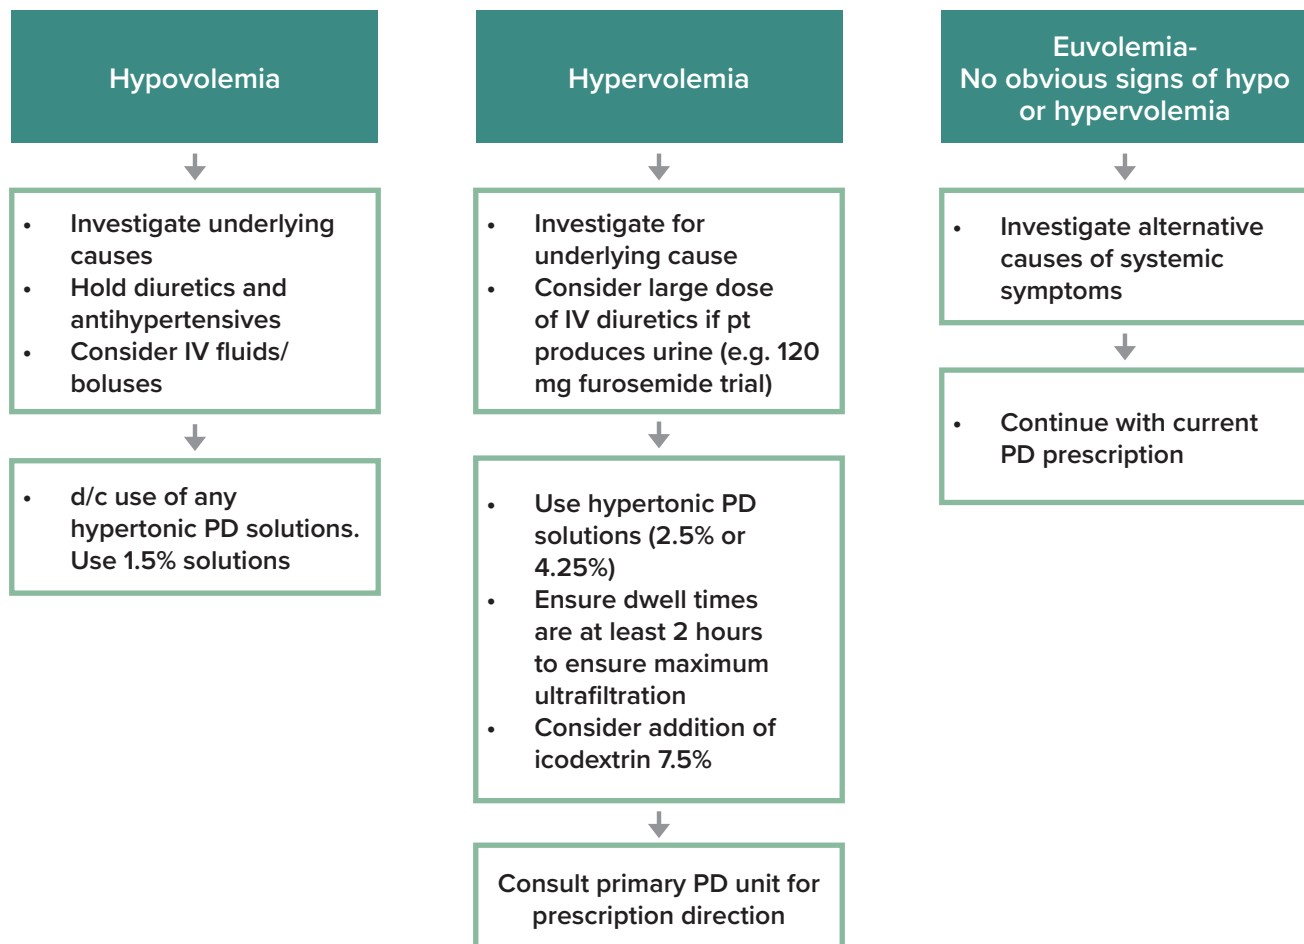 Hypovolemia
• Investigate underlying
causes
• Hold diuretics and
antihypertensives
• Consider IV fluids/
boluses
• d/c use of any
hypertonic PD solutions.
Use 1.5% solutions
Hypervolemia
• Investigate for
underlying cause
• Consider large dose
of IV diuretics if pt
produces urine (e.g. 120
mg furosemide trial)
• Use hypertonic PD
solutions (2.5% or
4.25%)
• Ensure dwell times
are at least 2 hours
to ensure maximum
ultrafiltration
• Consider addition of
icodextrin 7.5%
Consult primary PD unit for
prescription direction
Euvolemia-
No obvious signs of hypo
or hypervolemia
• Investigate alternative
causes of systemic
symptoms
• Continue with current
PD prescription